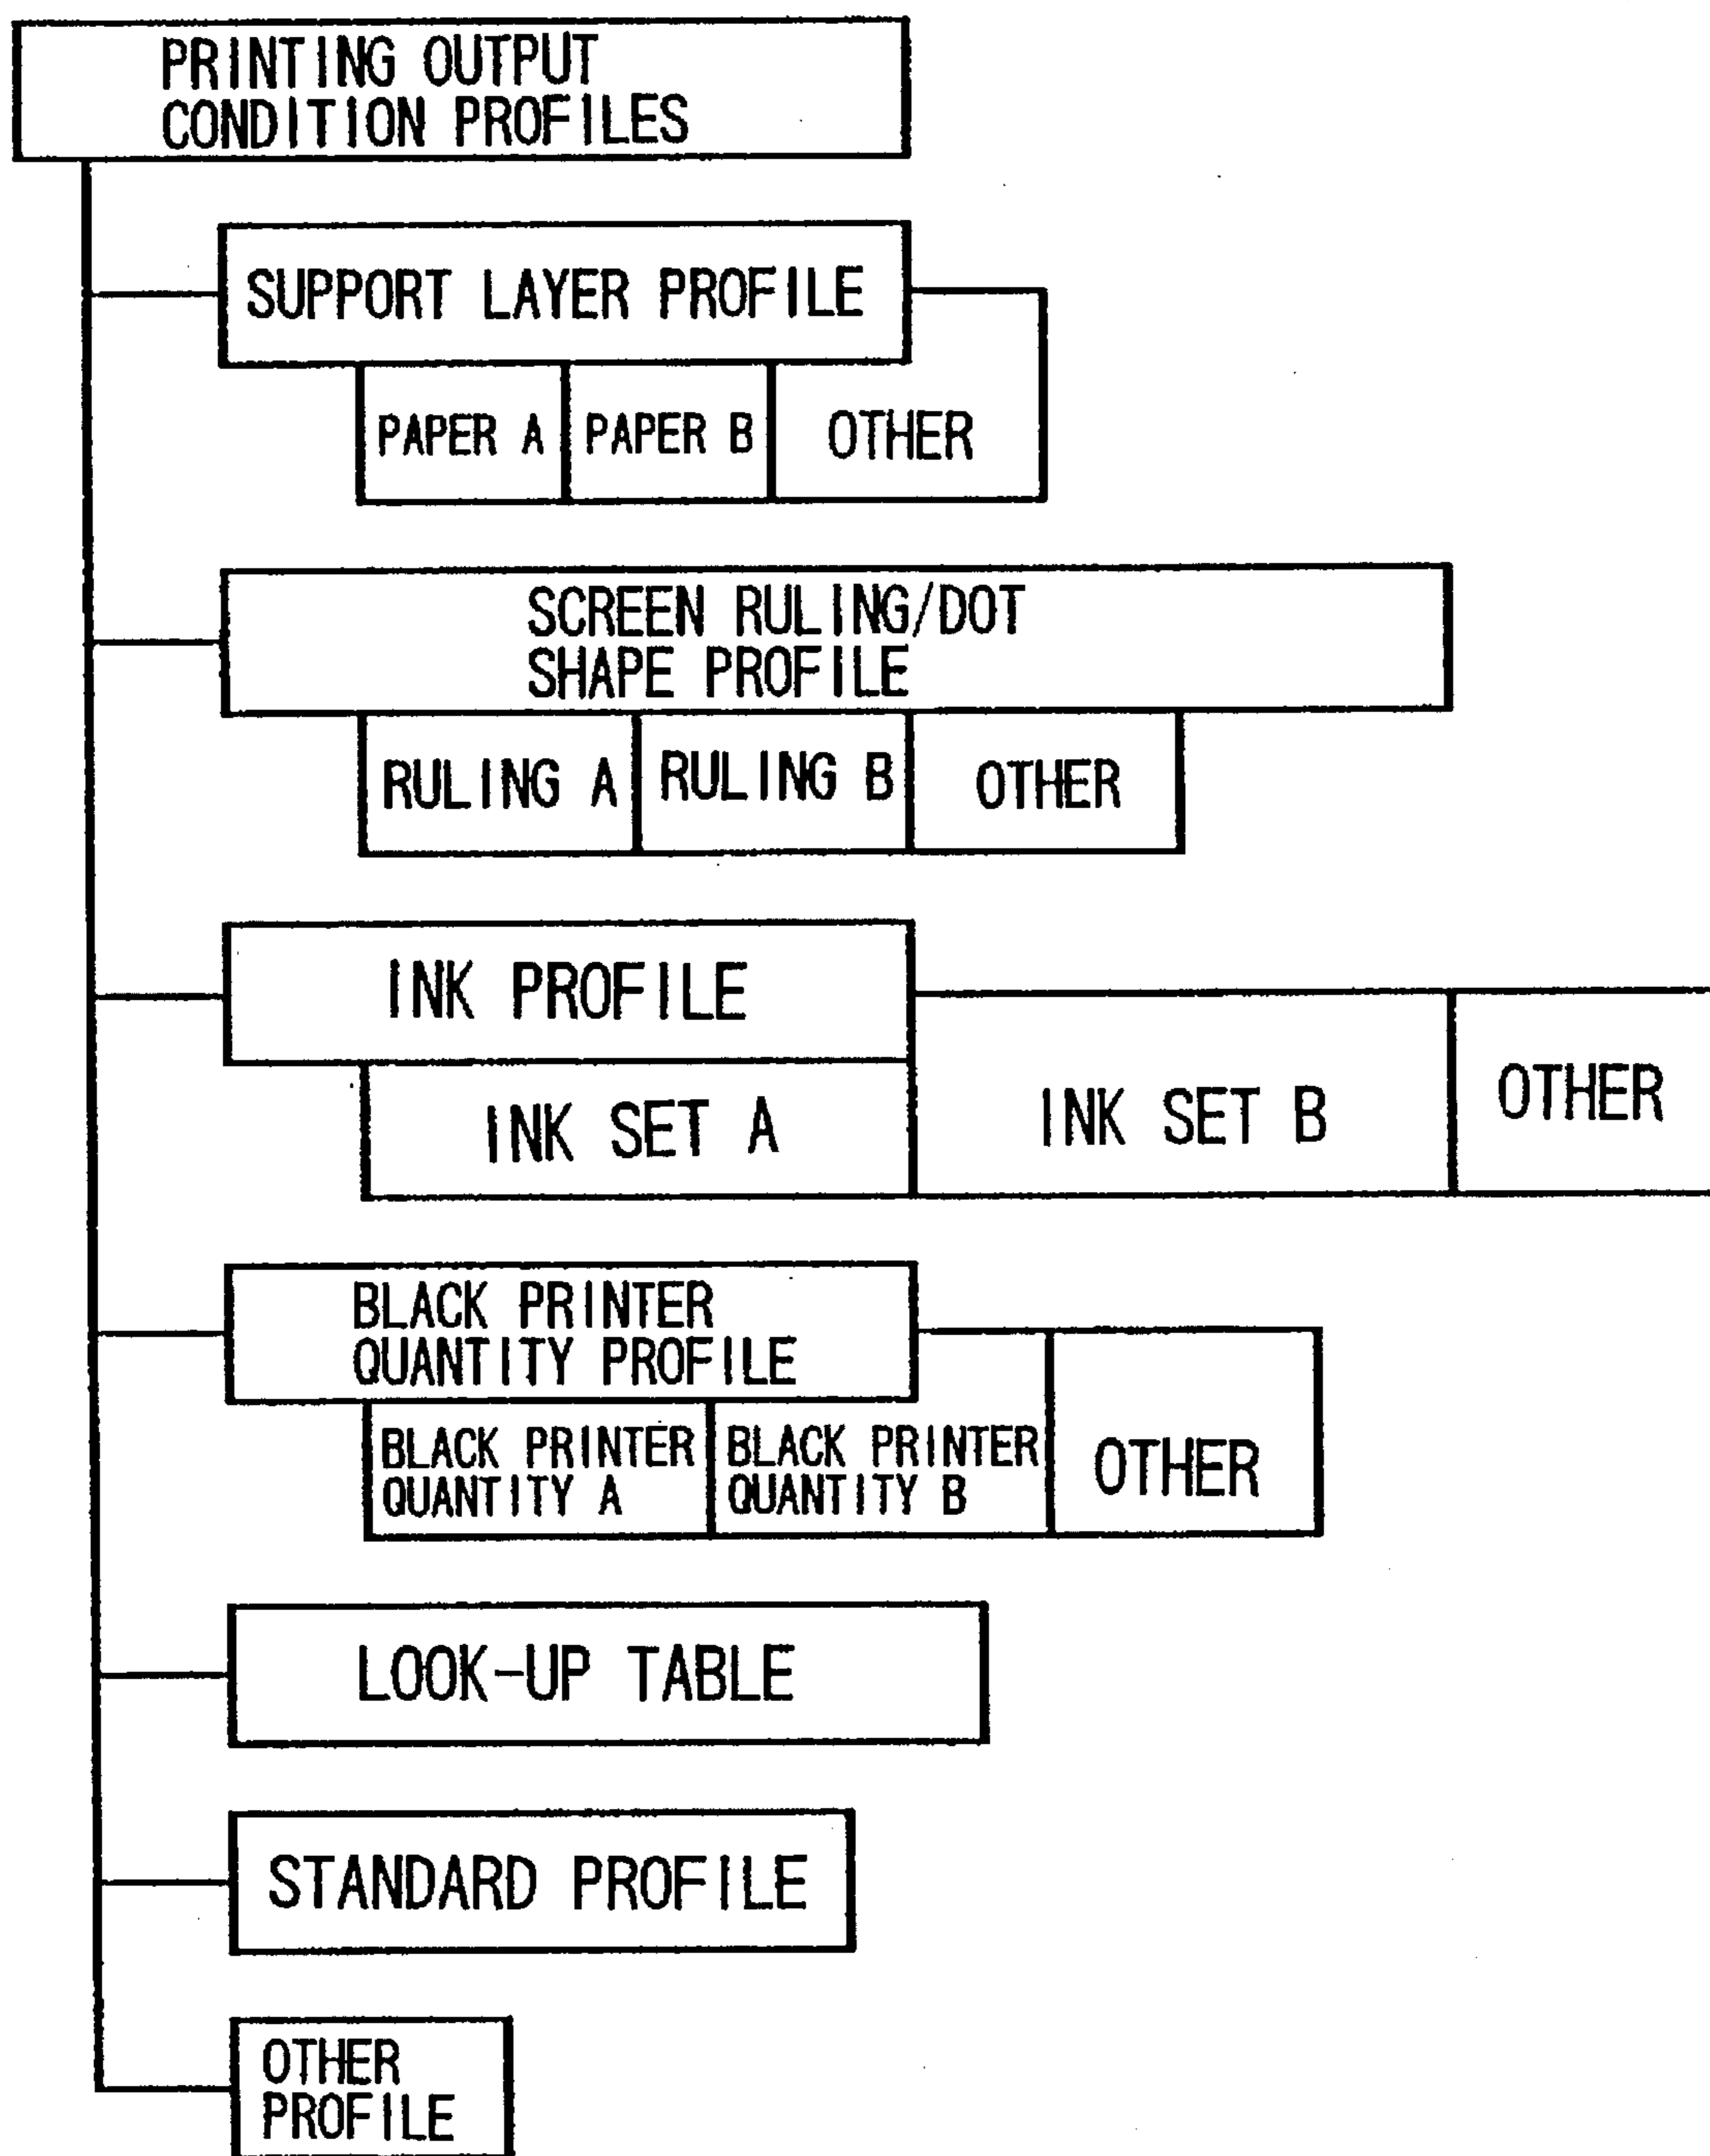 PRINTING OUTPUT
CONDITION PROFILES
SUPPORT LAYER PROFILE
PAPER A
PAPER B
OTHER
SCREEN RULING/DOT
SHAPE PROFILE
RULING A
RULING B
OTHER
INK PROFILE
INK SET A
INK SET B
OTHER
BLACK PRINTER
QUANTITY PROFILE
BLACK PRINTER
QUANTITY A
BLACK PRINTER
QUANTITY B
OTHER
LOOK-UP TABLE
STANDARD PROFILE
OTHER
PROFILE